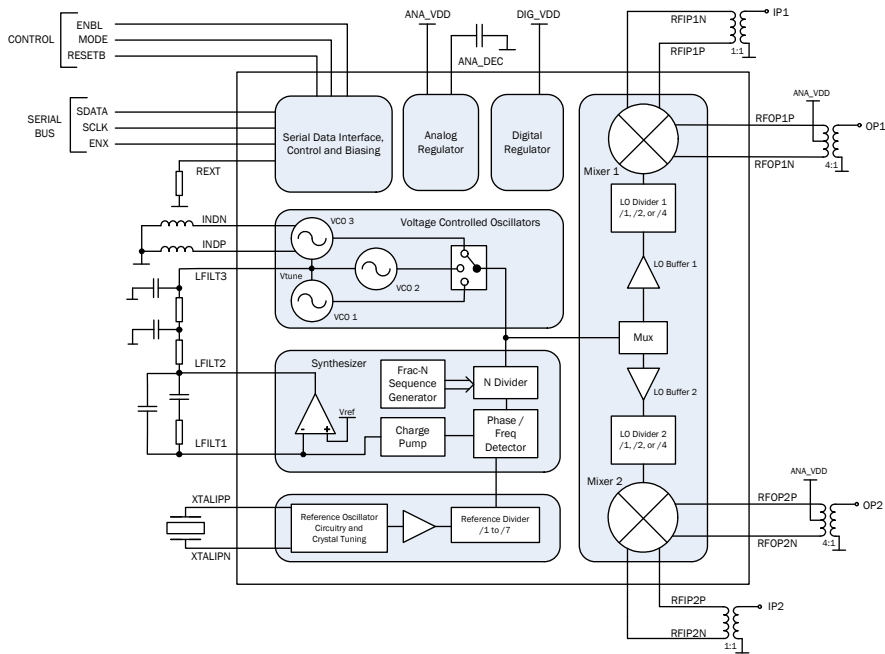 ENBL
CONTROL
MODE
RESETB
SERIAL
BUS
SDATA
SCLK
ENX
REXT
ANA_VDD
DIG_VDD
ANA_DEC
Serial Data Interface,
Control and Biasing
Analog
Regulator
Digital
Regulator
RFIP1N
IP1
RFIP1P
1:1
ANA_VDD
RFOP1P
OP1
RFOP1N
4:1
Mixer 1
LO Divider 1
/1, /2, or /4
LO Buffer 1
Mux
LO Buffer 2
LO Divider 2
/1, /2, or /4
Mixer 2
INDN
INDP
LFILT3
VCO 3
Voltage Controlled Oscillators
Vtune
VCO 2
VCO 1
LFILT2
LFILT1
Synthesizer
Frac-N
Sequence
Generator
N Divider
Vref
-
+
Charge
Pump
Phase /
Freq
Detector
XTALIPP
XTALIPN
Reference Oscillator
Circuitry and
Crystal Tuning
Reference Divider
/1 to /7
ANA_VDD
RFOP2P
OP2
RFOP2N
4:1
RFIP2P
IP2
RFIP2N
1:1